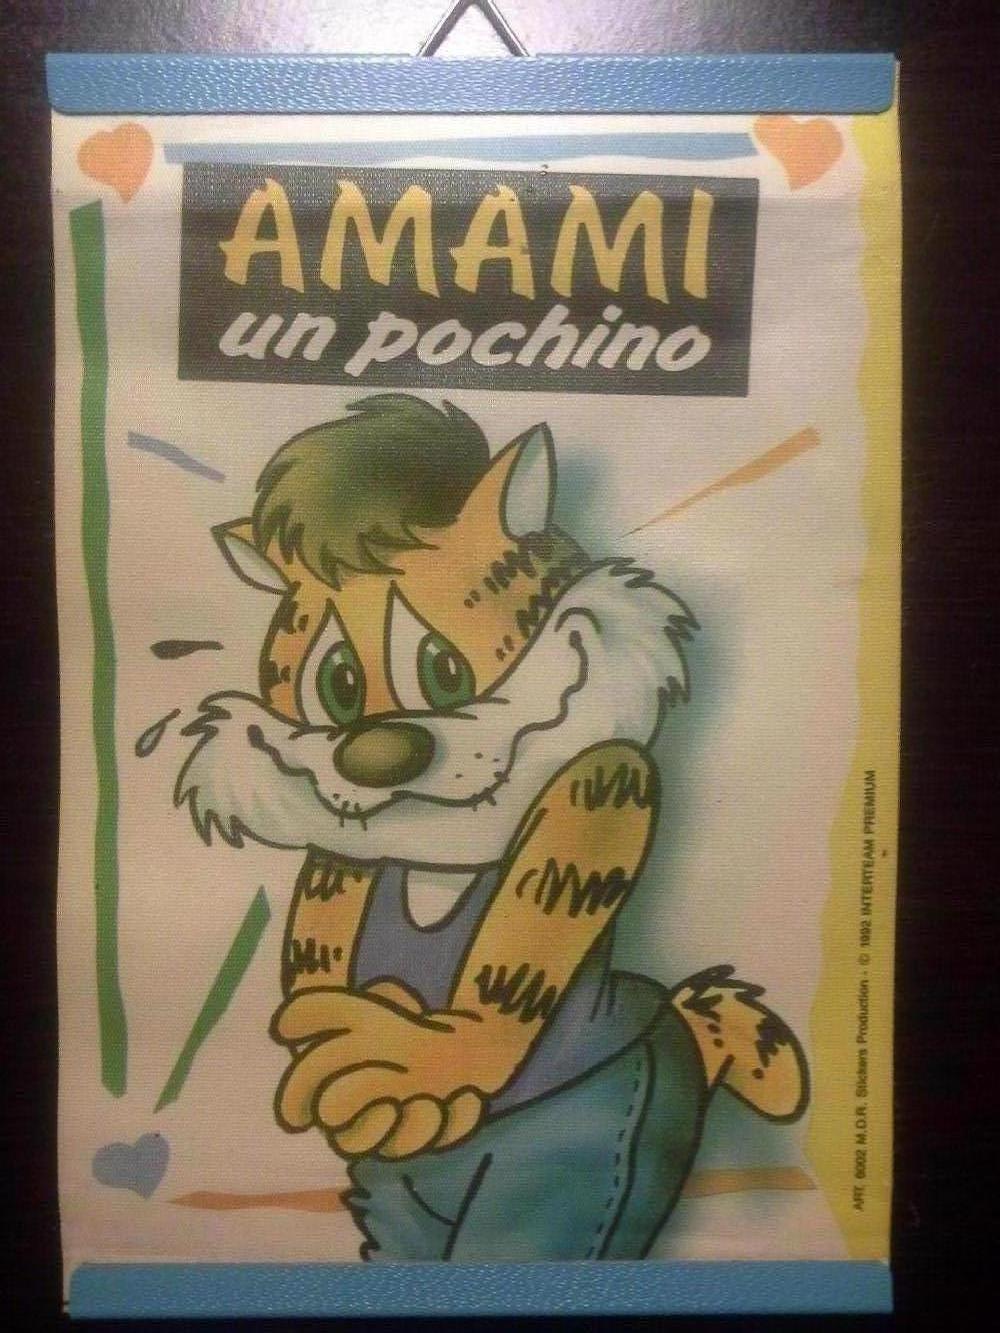 AMAMI
un pochino
ART. 6002 M.D.R. Stickers Production - © 1992 INTERTEAM PREMIUM